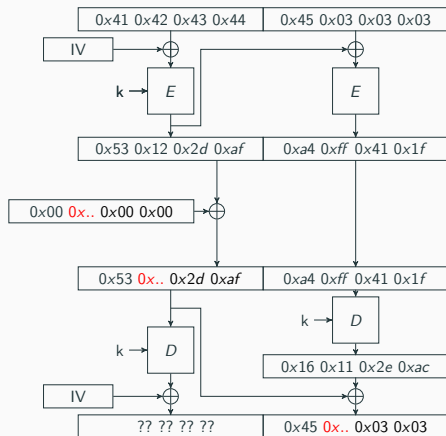 0x41 0x42 0x43 0x44 0x45 0x03 0x03 0x03
IV
k E E
0x53 0x12 0x2d 0xaf 0xa4 0xff 0x41 0x1f
0x00 0x.. 0x00 0x00
0x53 0x.. 0x2d 0xaf 0xa4 0xff 0x41 0x1f
k D
k D
0x16 0x11 0x2e 0xac
IV
?? ?? ?? ?? 0x45 0x.. 0x03 0x03